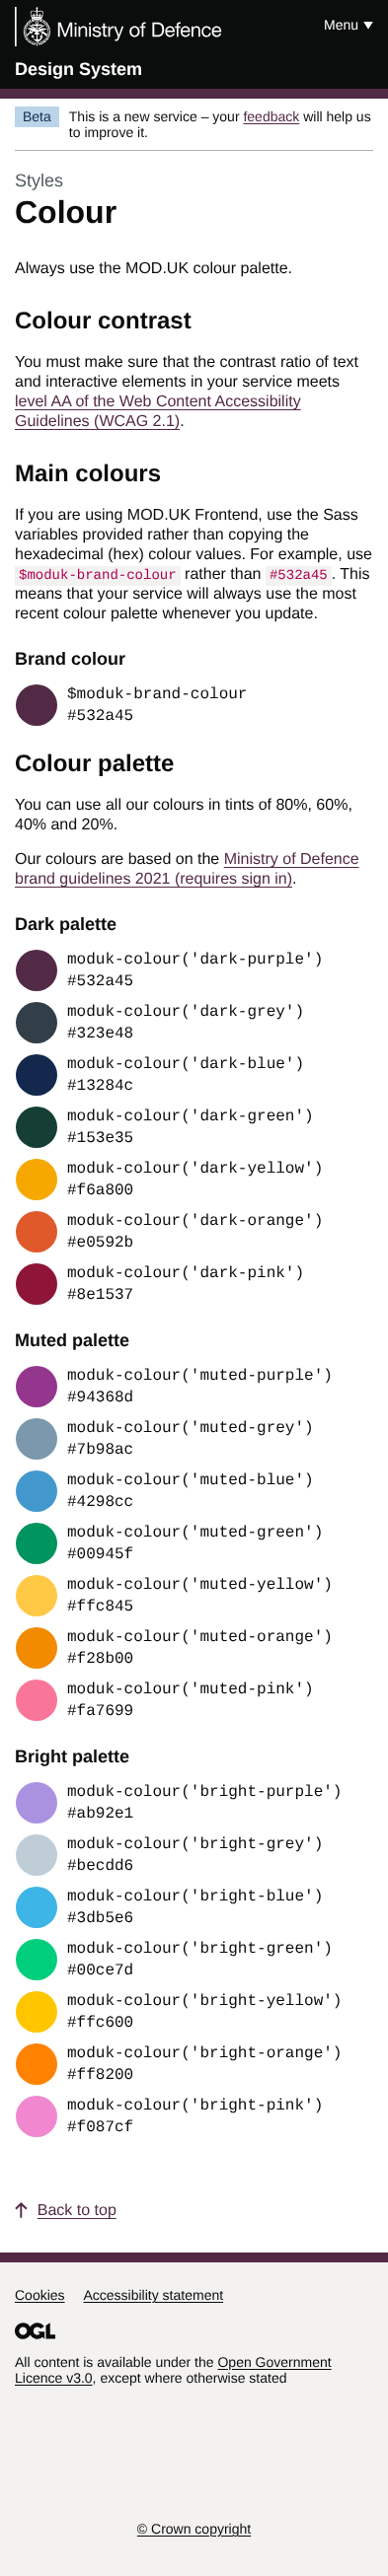 Ministry of Defence
Menu
Design System
Beta
This is a new service – your feedback will help us
to improve it.
Styles
Colour
Always use the MOD.UK colour palette.
Colour contrast
You must make sure that the contrast ratio of text
and interactive elements in your service meets
level AA of the Web Content Accessibility
Guidelines (WCAG 2.1).
Main colours
If you are using MOD.UK Frontend, use the Sass
variables provided rather than copying the
hexadecimal (hex) colour values. For example, use
$moduk-brand-colour rather than #532a45. This
means that your service will always use the most
recent colour palette whenever you update.
Brand colour
$moduk-brand-colour
#532a45
Colour palette
You can use all our colours in tints of 80%, 60%,
40% and 20%.
Our colours are based on the Ministry of Defence
brand guidelines 2021 (requires sign in).
Dark palette
moduk-colour('dark-purple')
#532a45
moduk-colour('dark-grey')
#323e48
moduk-colour('dark-blue')
#13284c
moduk-colour('dark-green')
#153e35
moduk-colour('dark-yellow')
#f6a800
moduk-colour('dark-orange')
#e0592b
moduk-colour('dark-pink')
#8e1537
Muted palette
moduk-colour('muted-purple')
#94368d
moduk-colour('muted-grey')
#7b98ac
moduk-colour('muted-blue')
#4298cc
moduk-colour('muted-green')
#00945f
moduk-colour('muted-yellow')
#ffc845
moduk-colour('muted-orange')
#f28b00
moduk-colour('muted-pink')
#fa7699
Bright palette
moduk-colour('bright-purple')
#ab92e1
moduk-colour('bright-grey')
#becdd6
moduk-colour('bright-blue')
#3db5e6
moduk-colour('bright-green')
#00ce7d
moduk-colour('bright-yellow')
#ffc600
moduk-colour('bright-orange')
#ff8200
moduk-colour('bright-pink')
#f087cf
Back to top
Cookies Accessibility statement
OGL
All content is available under the Open Government
Licence v3.0, except where otherwise stated
© Crown copyright